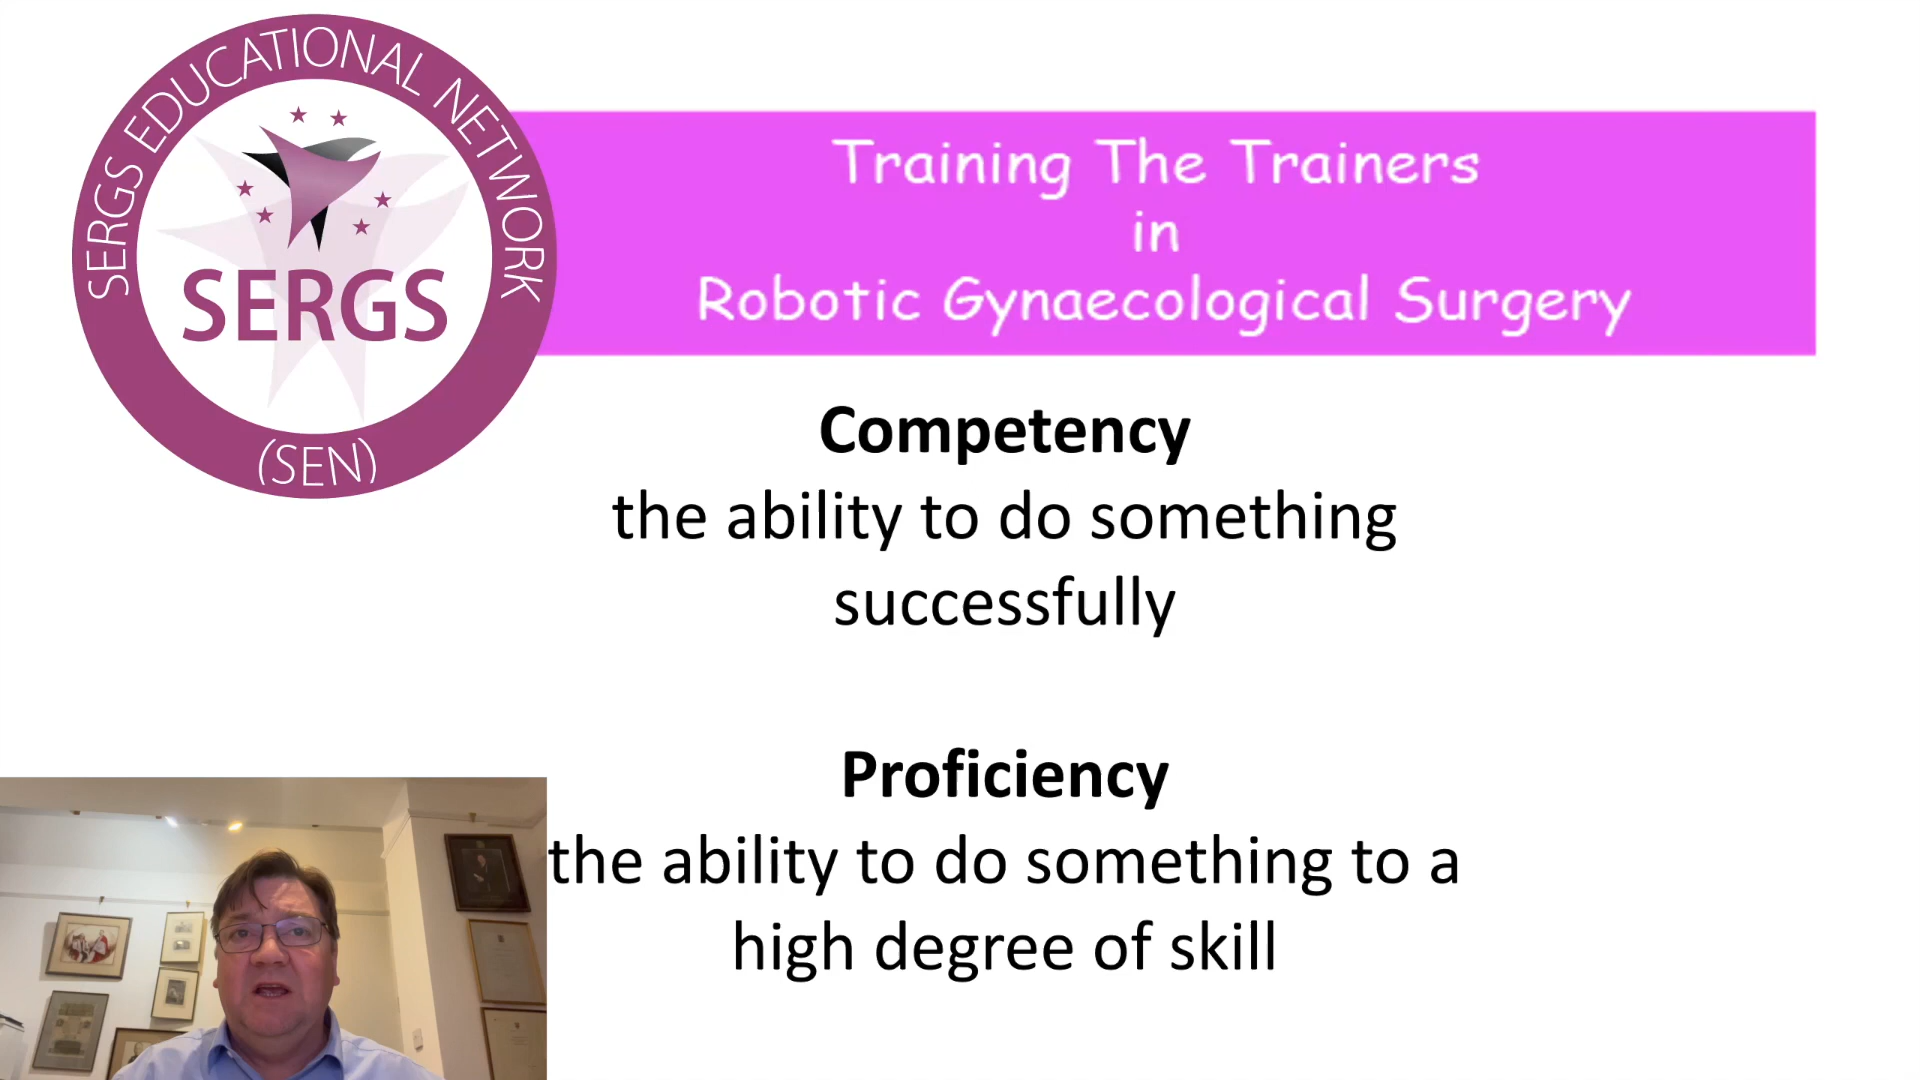 SERGS EDUCATIONAL NETWORK
SERGS
(SEN)
Training The Trainers
in
Robotic Gynaecological Surgery
Competency
the ability to do something
successfully
Proficiency
the ability to do something to a
high degree of skill